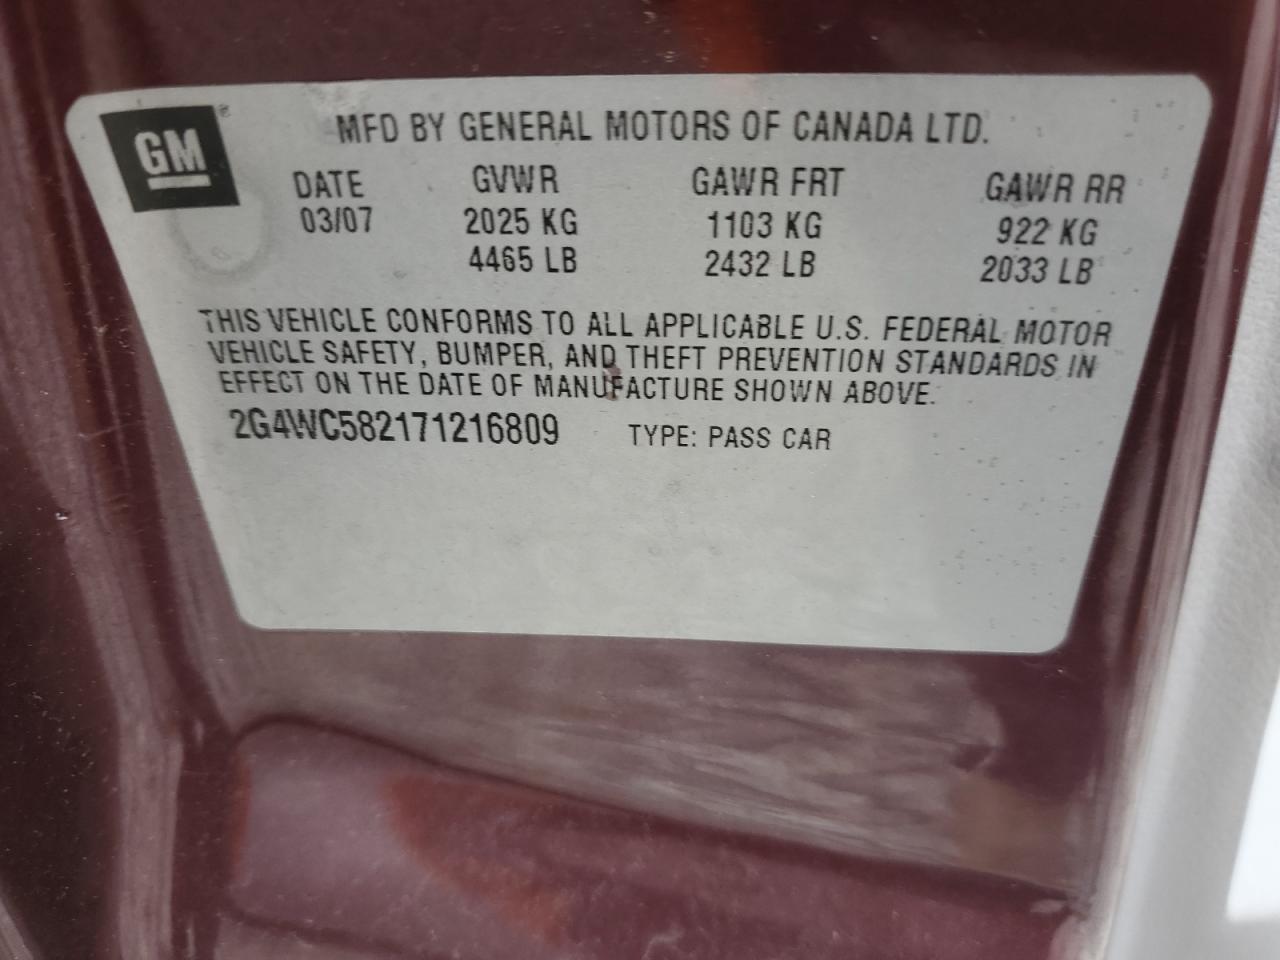 GM®
MFD BY GENERAL MOTORS OF CANADA LTD.
DATE GVWR GAWR FRT GAWR RR
03/07 2025 KG 1103 KG 922 KG
4465 LB 2432 LB 2033 LB
THIS VEHICLE CONFORMS TO ALL APPLICABLE U.S. FEDERAL MOTOR
VEHICLE SAFETY, BUMPER, AND THEFT PREVENTION STANDARDS IN
EFFECT ON THE DATE OF MANUFACTURE SHOWN ABOVE.
2G4WC582171216809 TYPE: PASS CAR